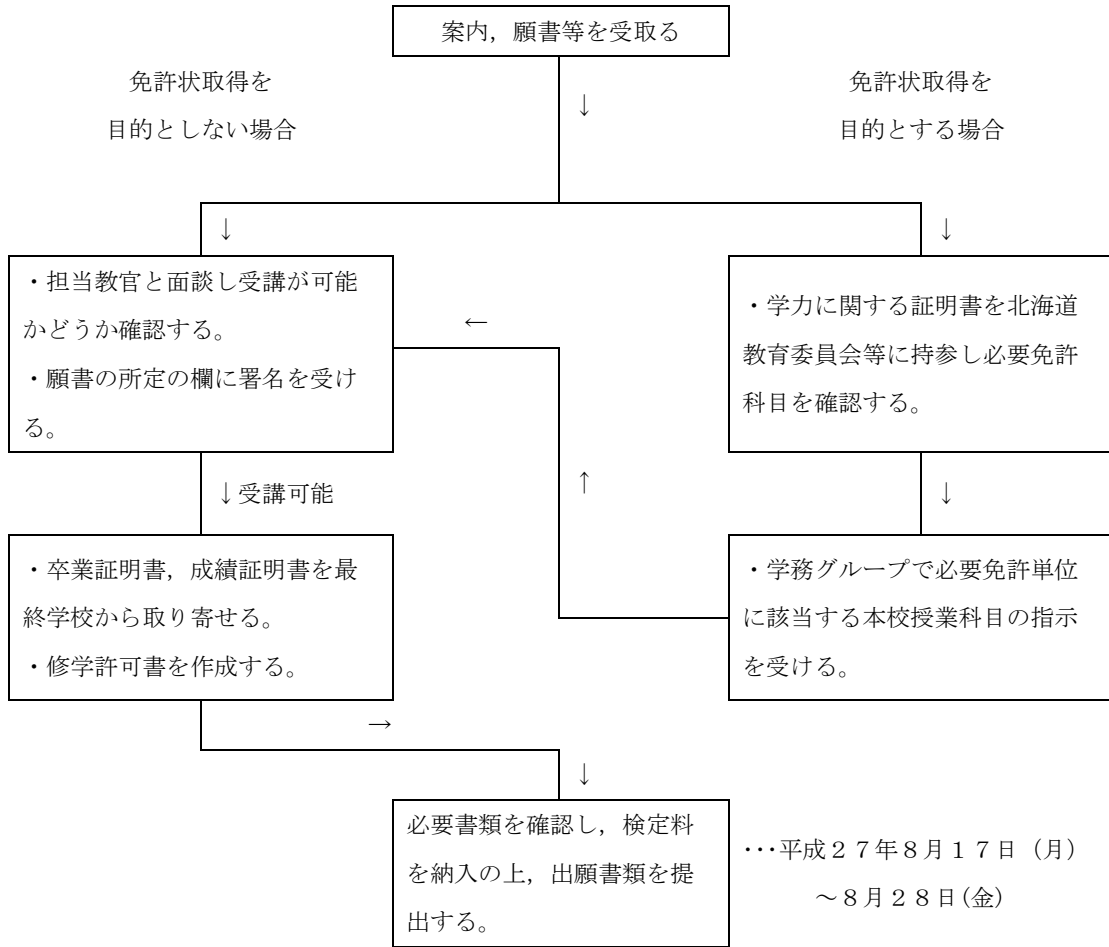 案内，願書等を受取る
免許状取得を
目的としない場合
↓
免許状取得を
目的とする場合
↓
↓
・担当教官と面談し受講が可能
かどうか確認する。
・願書の所定の欄に署名を受け
る。
←
・学力に関する証明書を北海道
教育委員会等に持参し必要免許
科目を確認する。
↓受講可能
↑
↓
・卒業証明書，成績証明書を最
終学校から取り寄せる。
・修学許可書を作成する。
・学務グループで必要免許単位
に該当する本校授業科目の指示
を受ける。
→
↓
必要書類を確認し，検定料
を納入の上，出願書類を提
出する。
･･･平成２７年８月１７日（月）
～８月２８日(金)